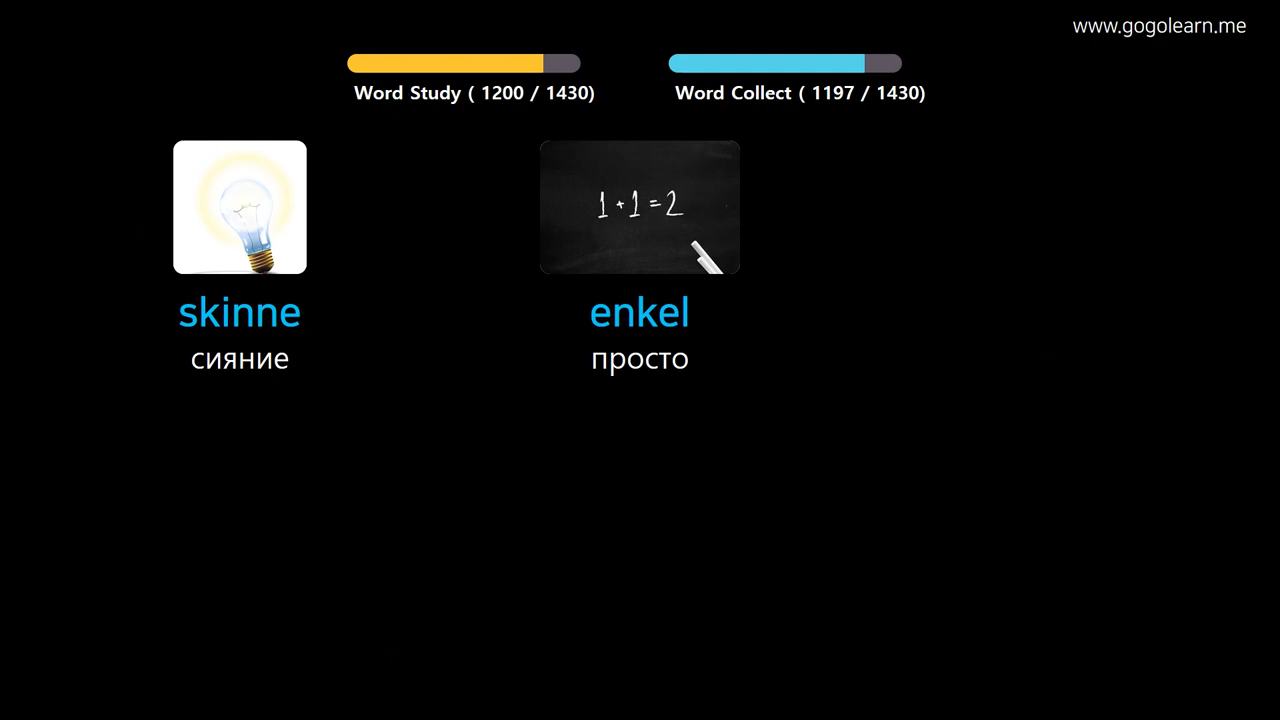 www.gogolearn.me
Word Study ( 1200 / 1430)
Word Collect ( 1197 / 1430)
1+1=2
skinne
enkel
сияние
просто